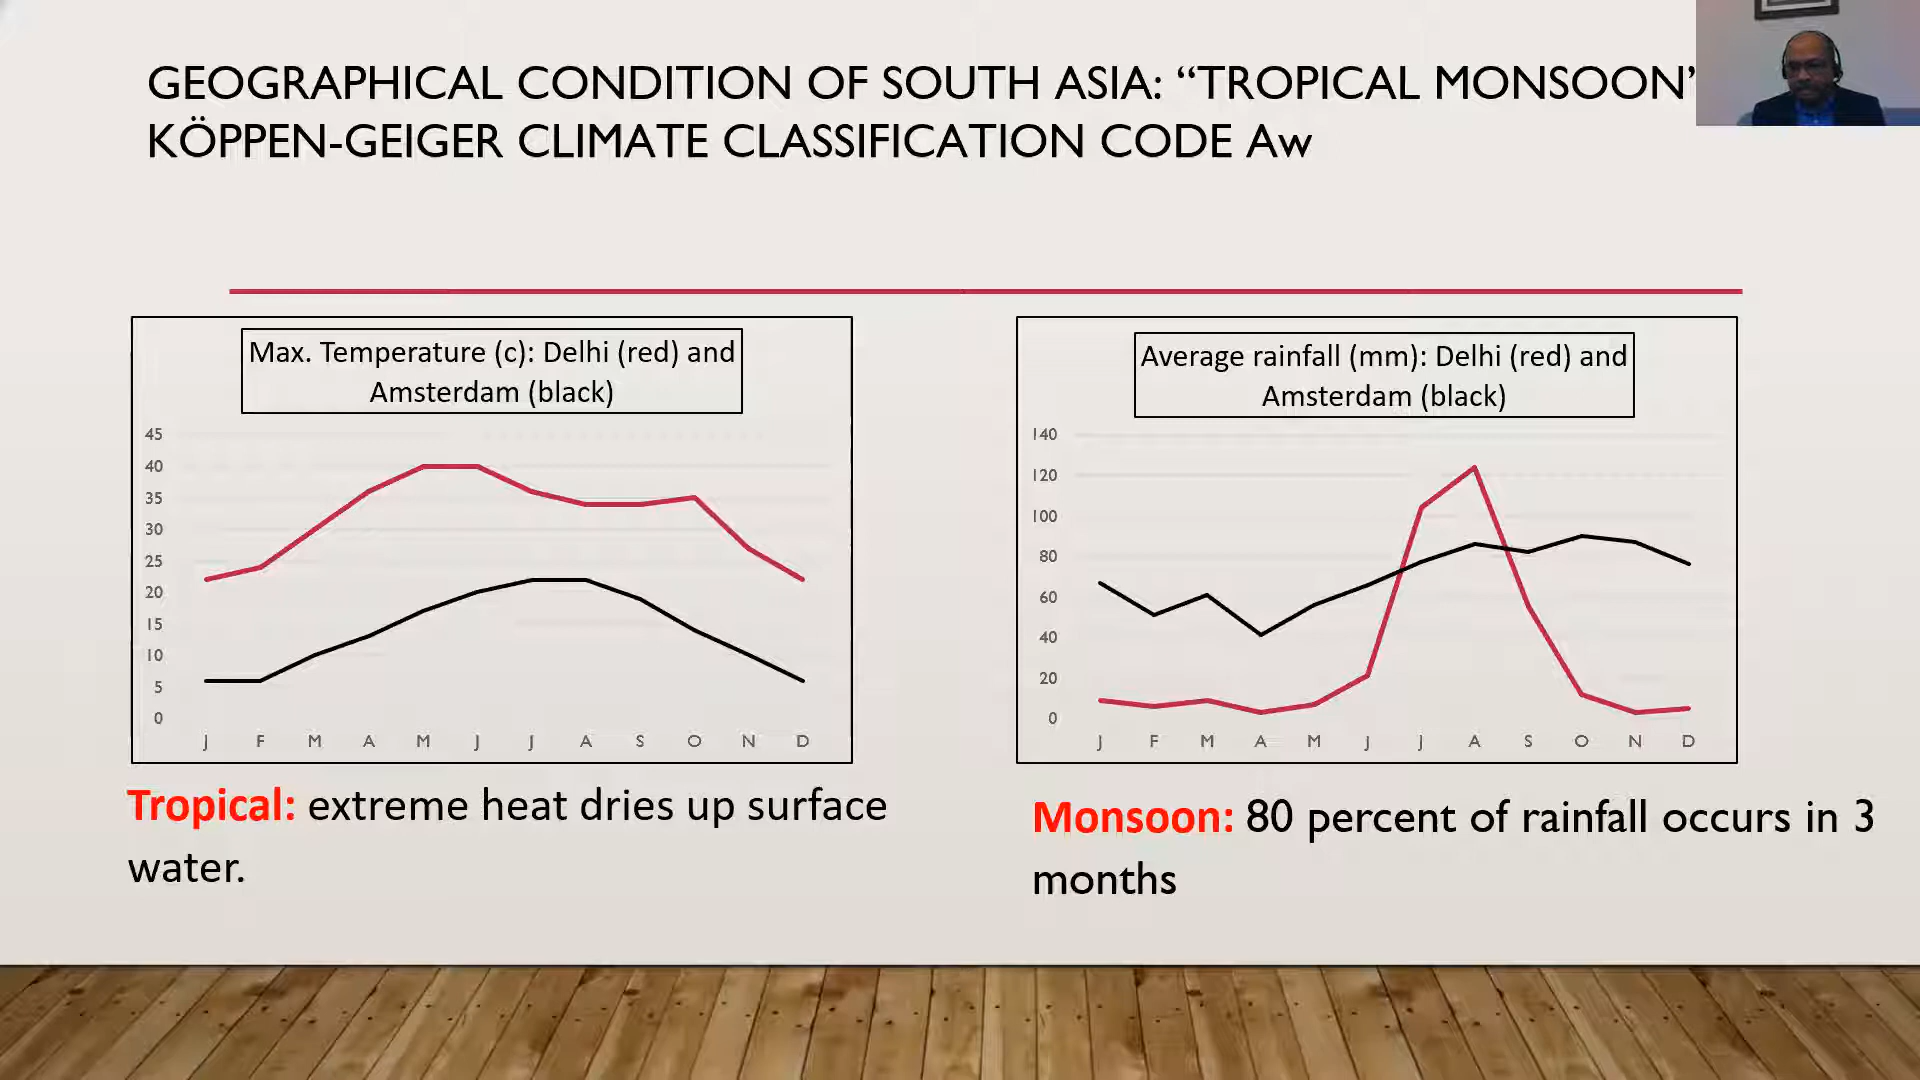 GEOGRAPHICAL CONDITION OF SOUTH ASIA: “TROPICAL MONSOON”
KÖPPEN-GEIGER CLIMATE CLASSIFICATION CODE Aw
Max. Temperature (c): Delhi (red) and
Amsterdam (black)
45
40
35
30
25
20
15
10
5
0
J F M A M J J A S O N D
Tropical: extreme heat dries up surface
water.
Average rainfall (mm): Delhi (red) and
Amsterdam (black)
140
120
100
80
60
40
20
0
J F M A M J J A S O N D
Monsoon: 80 percent of rainfall occurs in 3
months